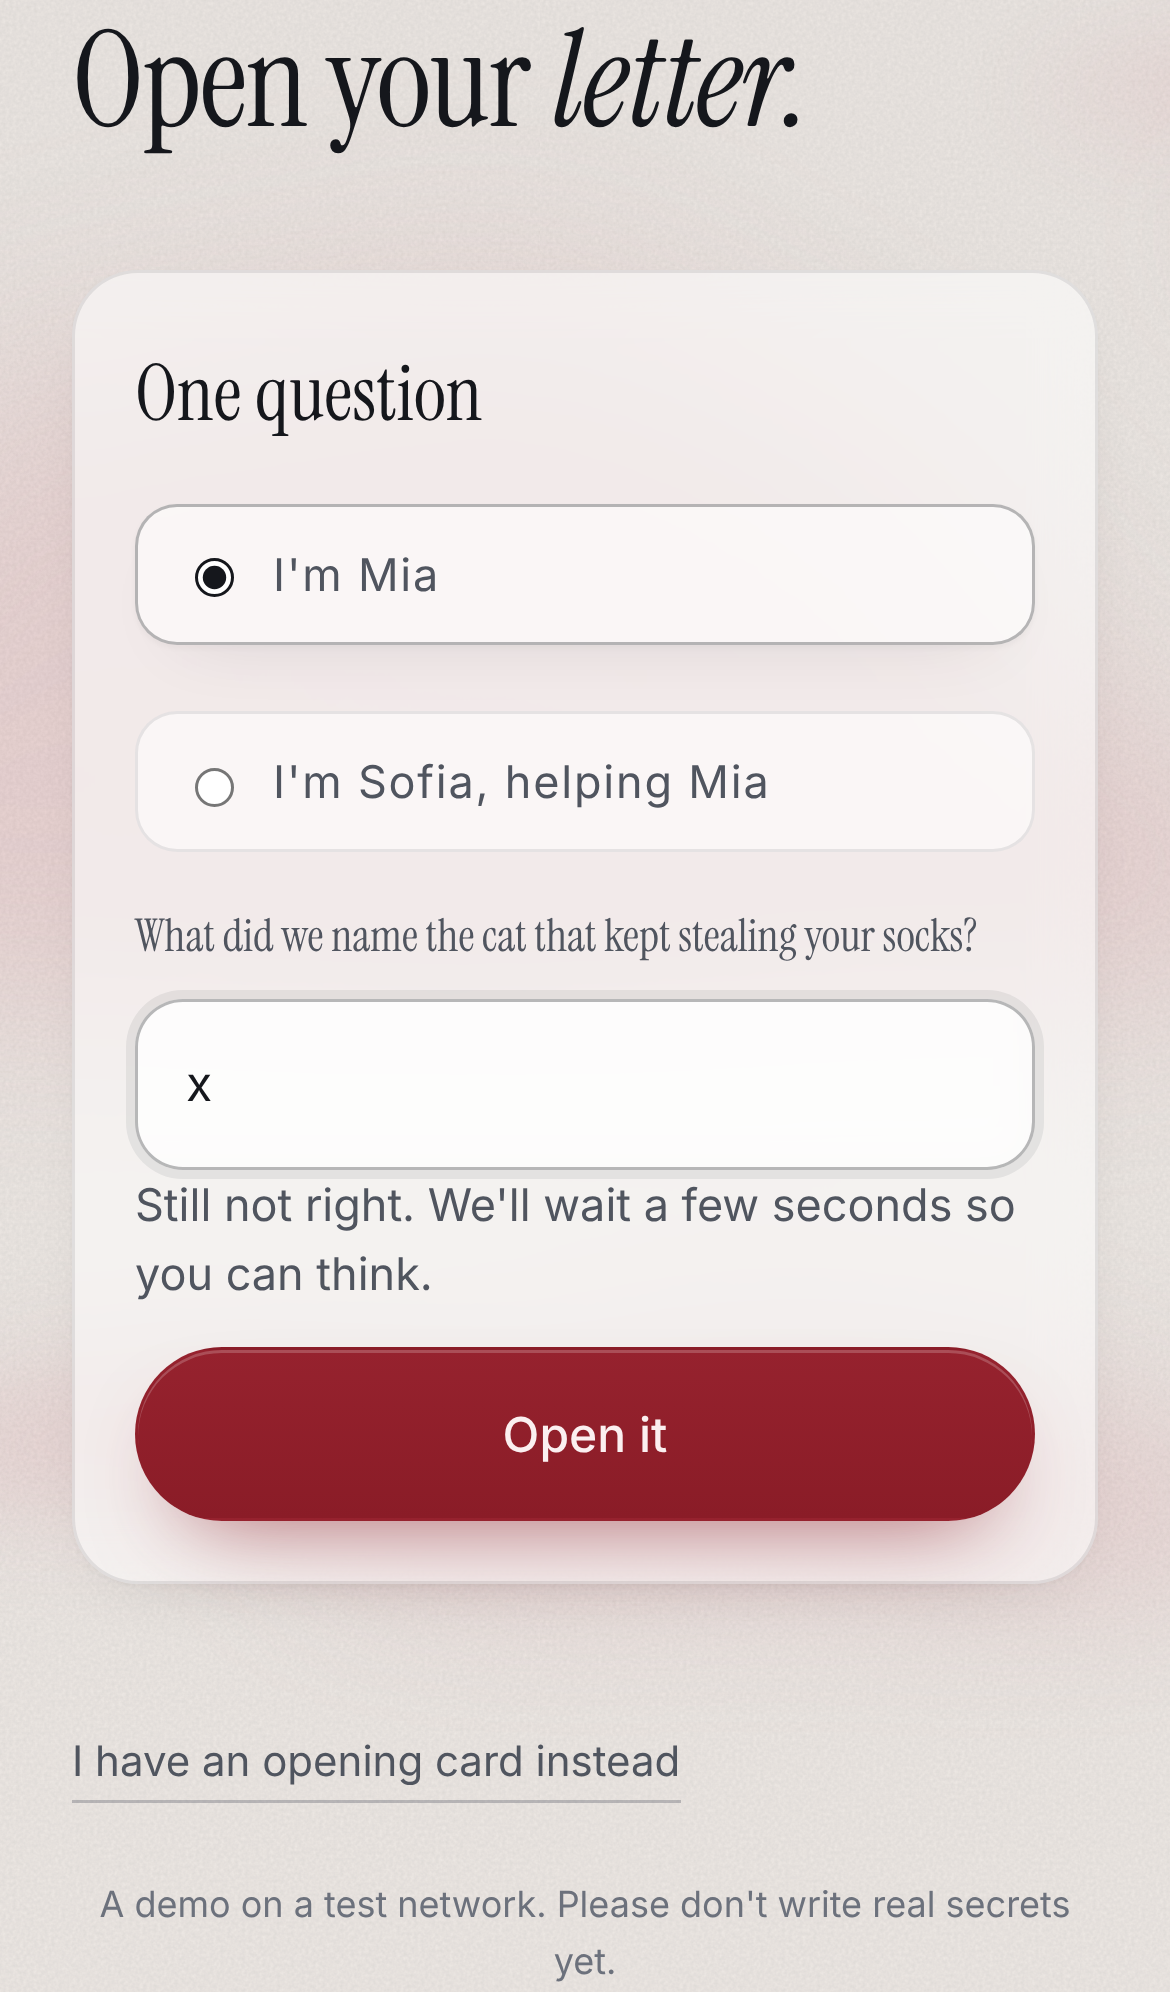 Open your letter.
One question
I'm Mia
I'm Sofia, helping Mia
What did we name the cat that kept stealing your socks?
x
Still not right. We'll wait a few seconds so
you can think.
Open it
I have an opening card instead
A demo on a test network. Please don't write real secrets
yet.